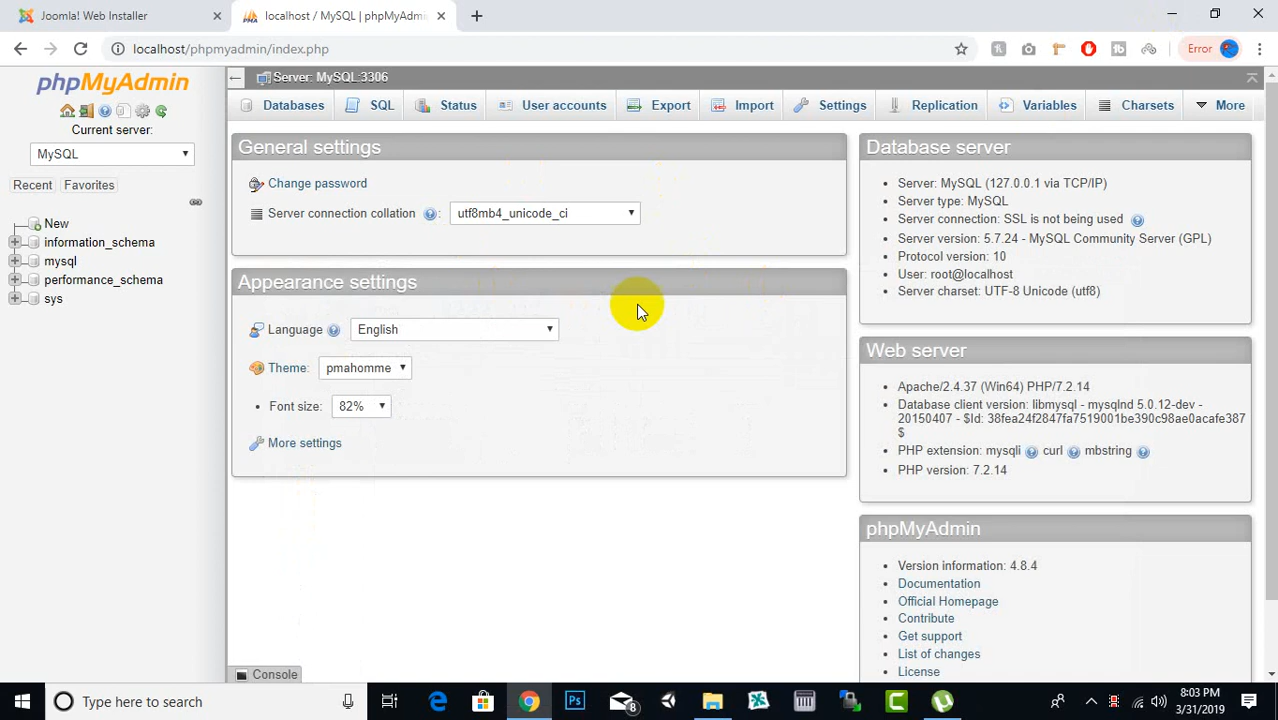 Joomla! Web Installer
localhost / MySQL | phpMyAdm
localhost/phpmyadmin/index.php
Error
phpMyAdmin
Current server:
MySQL
Recent Favorites
New
information_schema
mysql
performance_schema
sys
Server: MySQL:3306
Databases SQL Status User accounts Export Import Settings Replication Variables Charsets More
General settings
Change password
Server connection collation : utf8mb4_unicode_ci
Appearance settings
Language English
Theme: pmahomme
• Font size: 82%
More settings
Database server
• Server: MySQL (127.0.0.1 via TCP/IP)
• Server type: MySQL
• Server connection: SSL is not being used
• Server version: 5.7.24 - MySQL Community Server (GPL)
• Protocol version: 10
• User: root@localhost
• Server charset: UTF-8 Unicode (utf8)
Web server
• Apache/2.4.37 (Win64) PHP/7.2.14
• Database client version: libmysql - mysqlnd 5.0.12-dev -
20150407 - $Id: 38fea24f2847fa7519001be390c98ae0acafe387
$
• PHP extension: mysqli curl mbstring
• PHP version: 7.2.14
phpMyAdmin
• Version information: 4.8.4
• Documentation
• Official Homepage
• Contribute
• Get support
• List of changes
• License
Console
Type here to search
8
8:03 PM
3/31/2019